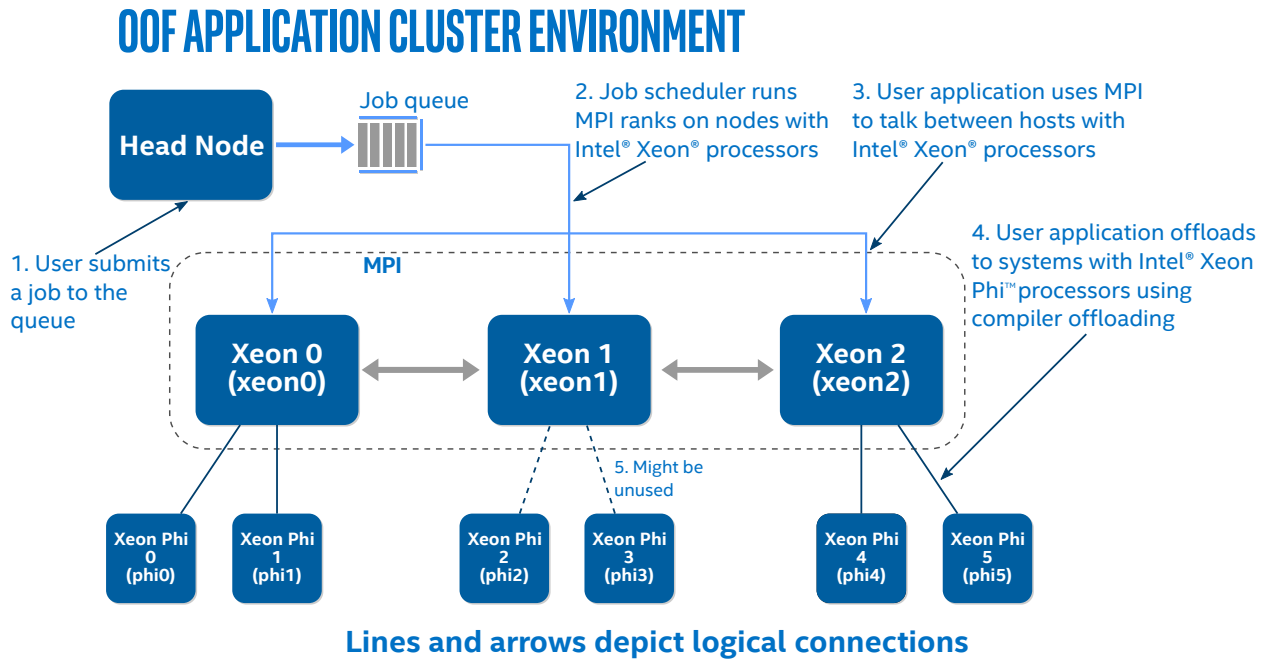 OOF APPLICATION CLUSTER ENVIRONMENT
Head Node
Job queue
2. Job scheduler runs
MPI ranks on nodes with
Intel® Xeon® processors
3. User application uses MPI
to talk between hosts with
Intel® Xeon® processors
1. User submits
a job to the
queue
MPI
4. User application offloads
to systems with Intel® Xeon
Phi™ processors using
compiler offloading
Xeon 0
(xeon0)
Xeon 1
(xeon1)
Xeon 2
(xeon2)
5. Might be
unused
Xeon Phi
0
(phi0)
Xeon Phi
1
(phi1)
Xeon Phi
2
(phi2)
Xeon Phi
3
(phi3)
Xeon Phi
4
(phi4)
Xeon Phi
5
(phi5)
Lines and arrows depict logical connections